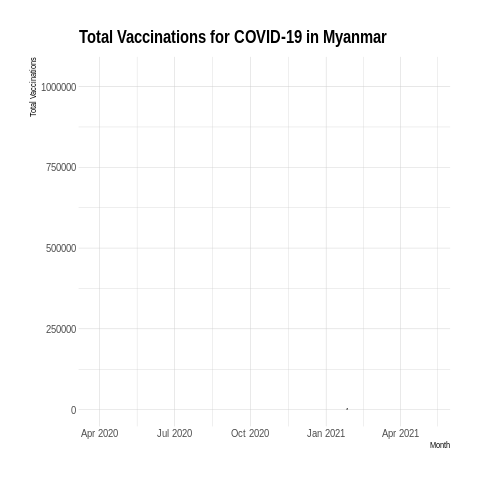 Total Vaccinations for COVID-19 in Myanmar
Total Vaccinations
1000000
750000
500000
250000
0
Apr 2020 Jul 2020 Oct 2020 Jan 2021 Apr 2021
Month